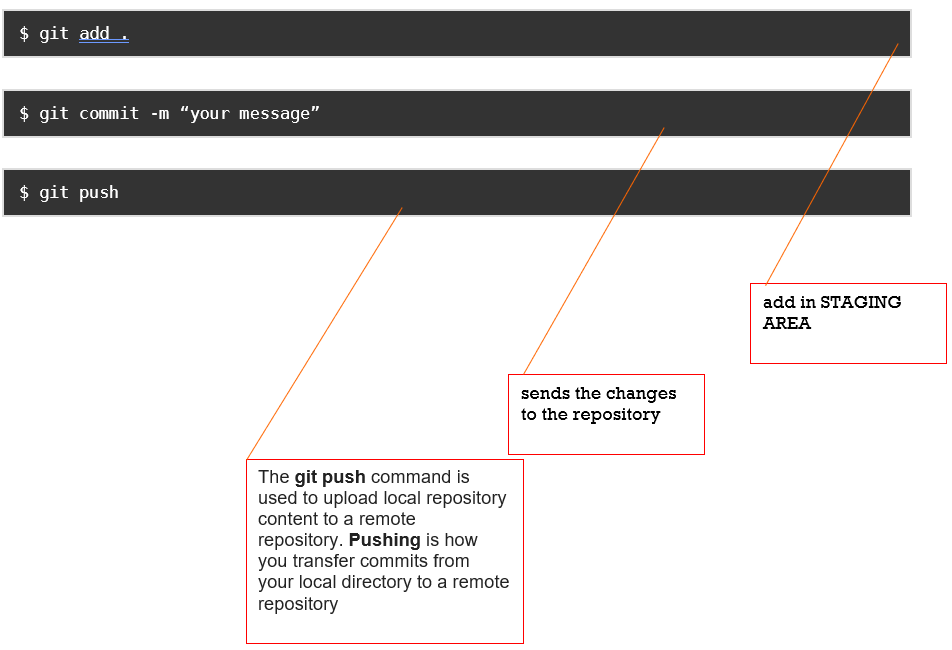 $ git add .
$ git commit -m “your message”
$ git push
add in STAGING
AREA
sends the changes
to the repository
The git push command is
used to upload local repository
content to a remote
repository. Pushing is how
you transfer commits from
your local directory to a remote
repository